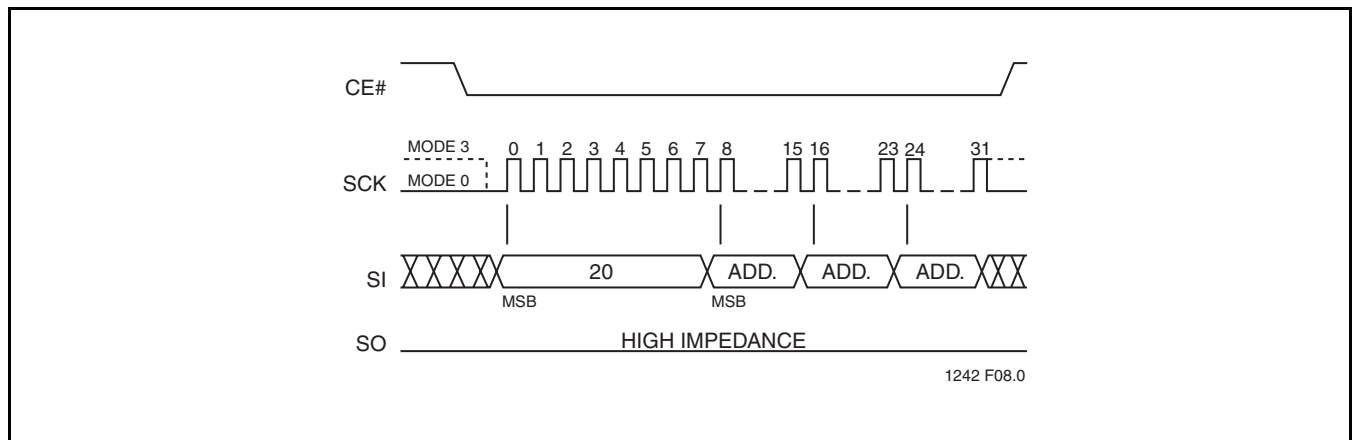 CE#
MODE 3
0 1 2 3 4 5 6 7 8 15 16 23 24 31
SCK
MODE 0
SI
20 ADD. ADD. ADD.
MSB MSB
SO
HIGH IMPEDANCE
1242 F08.0